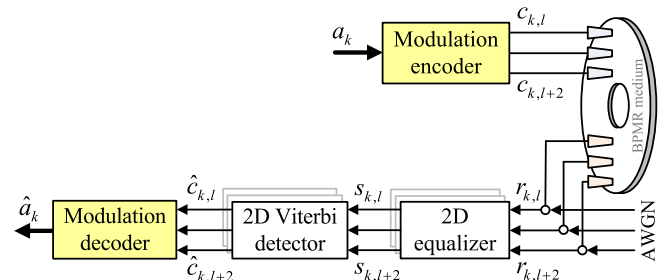 a_k
Modulation
encoder
c_{k,l}
c_{k,l+2}
BPMR medium
â_k
Modulation
decoder
ĉ_{k,l}
ĉ_{k,l+2}
2D Viterbi
detector
s_{k,l}
s_{k,l+2}
2D
equalizer
r_{k,l}
r_{k,l+2}
AWGN